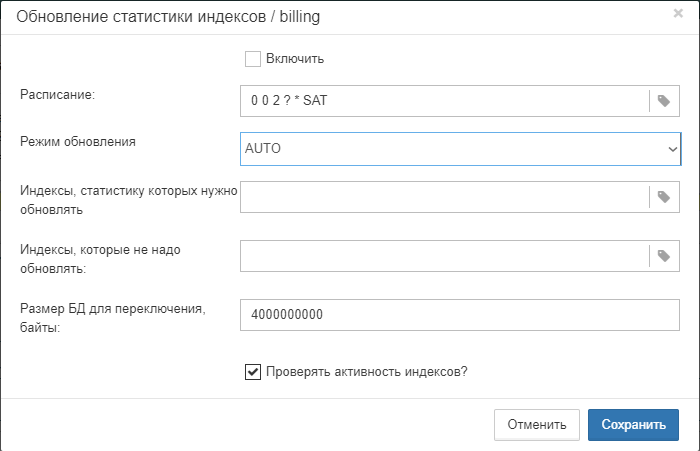 Обновление статистики индексов / billing
×
Включить
Расписание:
0 0 2 ? * SAT
Режим обновления
AUTO
Индексы, статистику которых нужно
обновлять
Индексы, которые не надо
обновлять:
Размер БД для переключения,
байты:
4000000000
Проверять активность индексов?
Отменить
Сохранить